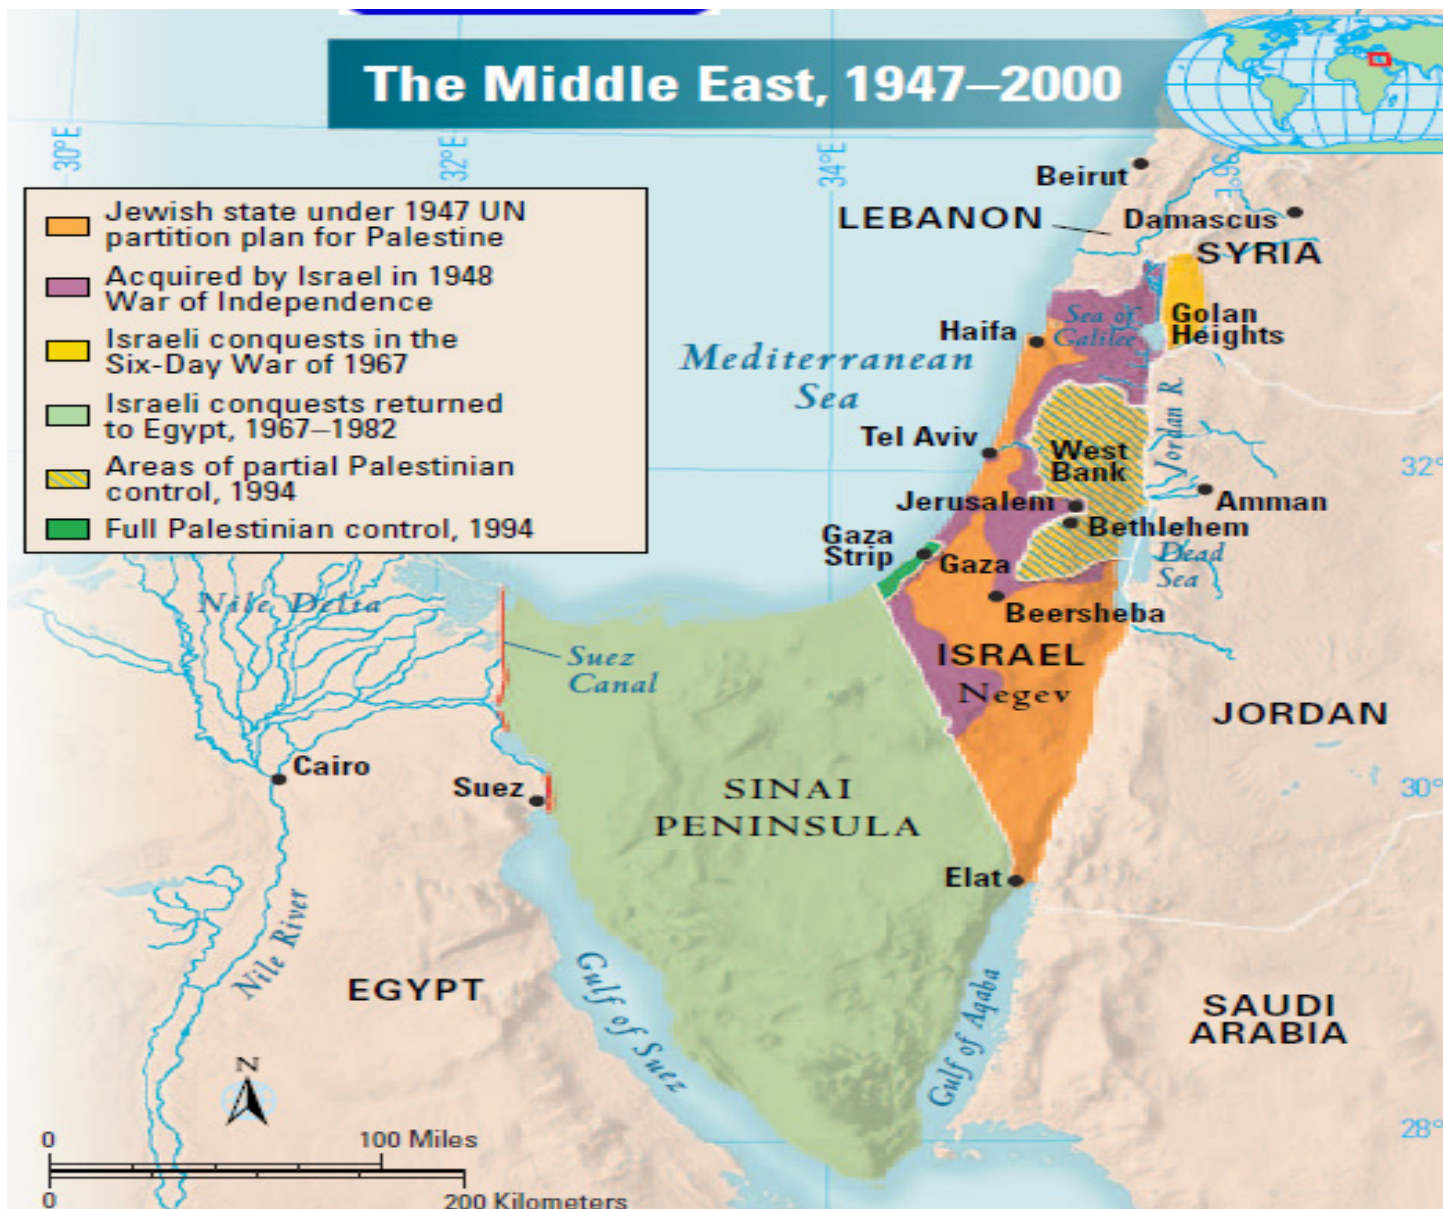 The Middle East, 1947–2000
30°E
32°E
34°E
36°E
Jewish state under 1947 UN
partition plan for Palestine
Acquired by Israel in 1948
War of Independence
Israeli conquests in the
Six-Day War of 1967
Israeli conquests returned
to Egypt, 1967–1982
Areas of partial Palestinian
control, 1994
Full Palestinian control, 1994
Beirut
LEBANON
Damascus
SYRIA
Golan
Heights
Sea of
Galilee
Haifa
Mediterranean
Sea
Jordan R.
Tel Aviv
West
Bank
32°
Jerusalem
Amman
Bethlehem
Gaza
Strip
Gaza
Dead
Sea
Beersheba
Nile Delta
Suez
Canal
ISRAEL
Negev
JORDAN
Cairo
Suez
SINAI
PENINSULA
30°
Elat
Nile River
EGYPT
Gulf of Suez
Gulf of Aqaba
SAUDI
ARABIA
N
28°
0
100 Miles
0
200 Kilometers